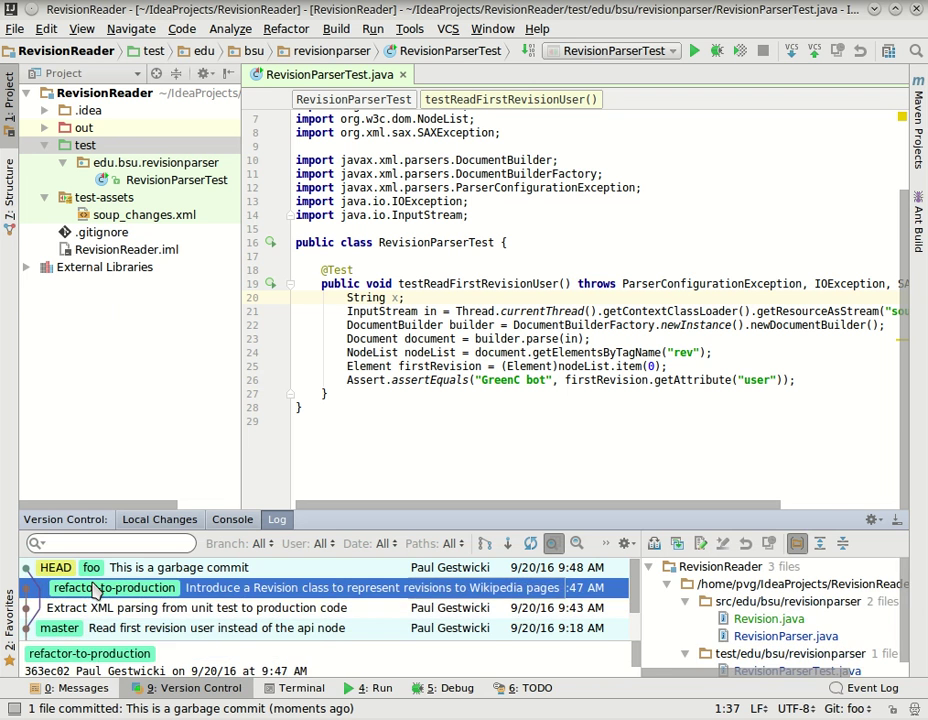 RevisionReader - [~/IdeaProjects/RevisionReader] - [RevisionReader] - ~/IdeaProjects/RevisionReader/test/edu/bsu/revisionparser/RevisionParserTest.java - I...
File Edit View Navigate Code Analyze Refactor Build Run Tools VCS Window Help
RevisionReader test edu bsu revisionparser RevisionParserTest RevisionParserTest VCS VCS
Project RevisionParserTest.java ×
1: Project
7: Structure
2: Favorites
RevisionReader ~/IdeaProjects/
.idea
out
test
edu.bsu.revisionparser
RevisionParserTest
test-assets
soup_changes.xml
.gitignore
RevisionReader.iml
External Libraries
RevisionParserTest testReadFirstRevisionUser()
7 import org.w3c.dom.NodeList;
8 import org.xml.sax.SAXException;
9
10 import javax.xml.parsers.DocumentBuilder;
11 import javax.xml.parsers.DocumentBuilderFactory;
12 import javax.xml.parsers.ParserConfigurationException;
13 import java.io.IOException;
14 import java.io.InputStream;
15
16 public class RevisionParserTest {
17
18 @Test
19 public void testReadFirstRevisionUser() throws ParserConfigurationException, IOException, SA
20 String x;
21 InputStream in = Thread.currentThread().getContextClassLoader().getResourceAsStream("sou
22 DocumentBuilder builder = DocumentBuilderFactory.newInstance().newDocumentBuilder();
23 Document document = builder.parse(in);
24 NodeList nodeList = document.getElementsByTagName("rev");
25 Element firstRevision = (Element)nodeList.item(0);
26 Assert.assertEquals("GreenC bot", firstRevision.getAttribute("user"));
27 }
28 }
29
Maven Projects
Ant Build
Version Control: Local Changes Console Log
Branch: All User: All Date: All Paths: All
HEAD foo This is a garbage commit Paul Gestwicki 9/20/16 9:48 AM
refactor-to-production Introduce a Revision class to represent revisions to Wikipedia pages :47 AM
Extract XML parsing from unit test to production code Paul Gestwicki 9/20/16 9:42 AM
master Read first revision user instead of the api node Paul Gestwicki 9/20/16 9:18 AM
refactor-to-production
363ec02 Paul Gestwicki on 9/20/16 at 9:47 AM
RevisionReader 3 files
/home/pvg/IdeaProjects/RevisionReade
src/edu/bsu/revisionparser 2 files
Revision.java
RevisionParser.java
test/edu/bsu/revisionparser 1 file
RevisionParserTest.java
0: Messages 9: Version Control Terminal 4: Run 5: Debug 6: TODO Event Log
1 file committed: This is a garbage commit (moments ago) 1:37 LF UTF-8 Git: foo